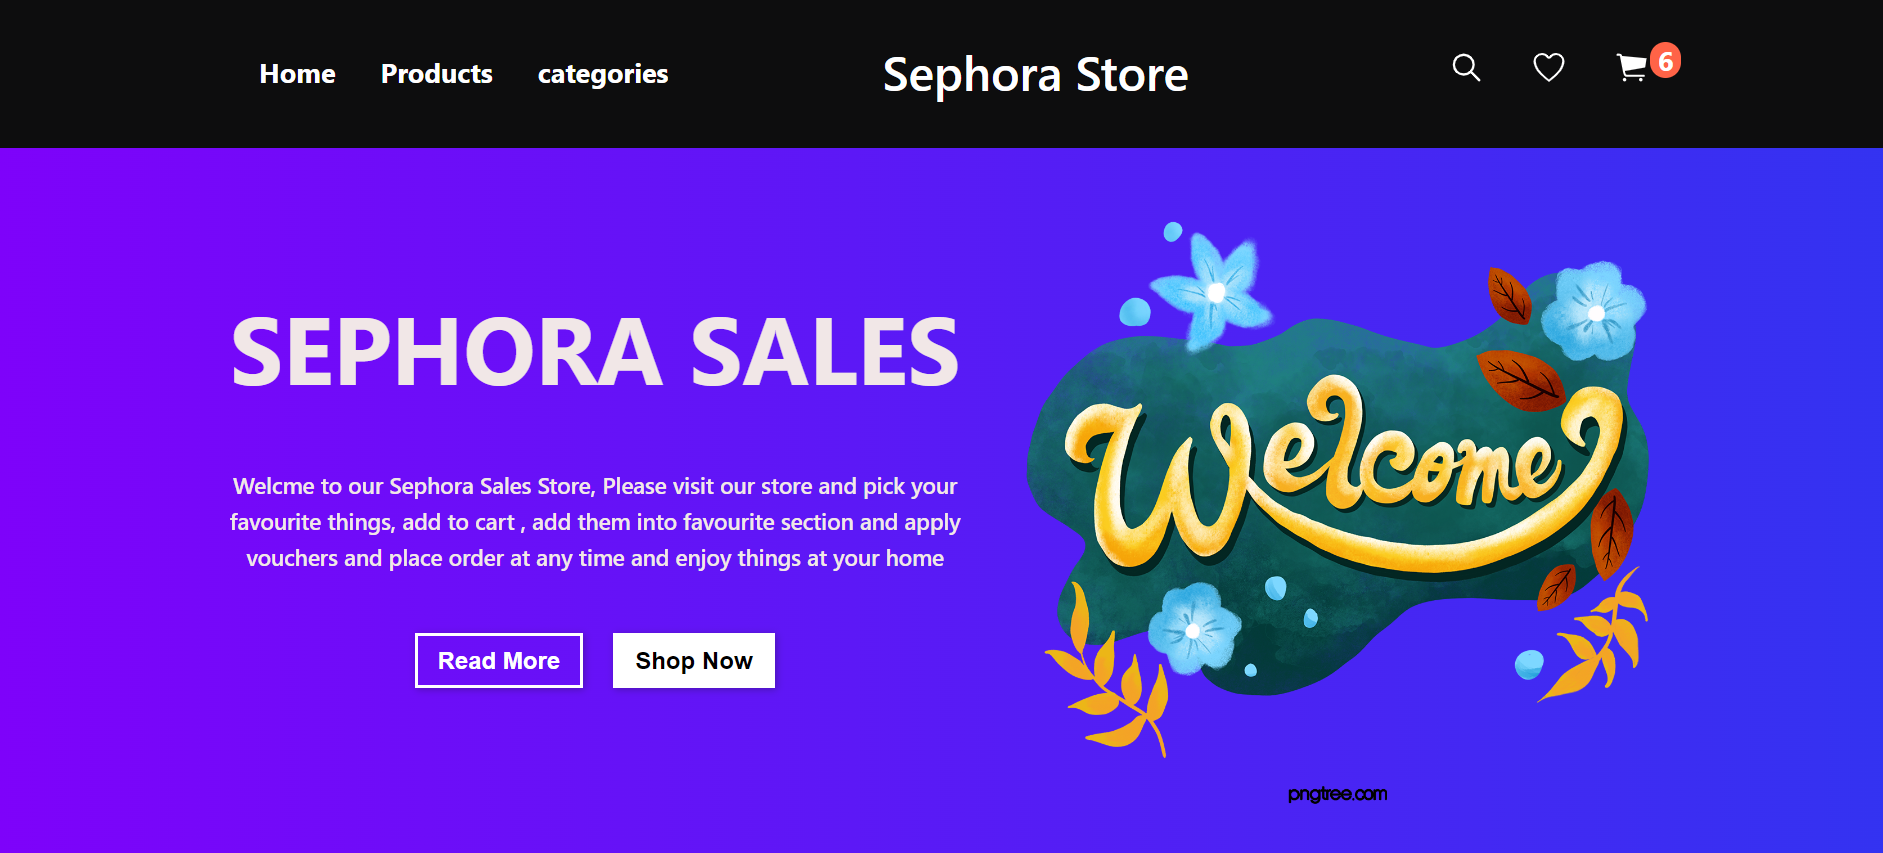 Home Products categories Sephora Store 6
SEPHORA SALES
Welcme to our Sephora Sales Store, Please visit our store and pick your
favourite things, add to cart , add them into favourite section and apply
vouchers and place order at any time and enjoy things at your home
Read More Shop Now
Welcome
pngtree.com